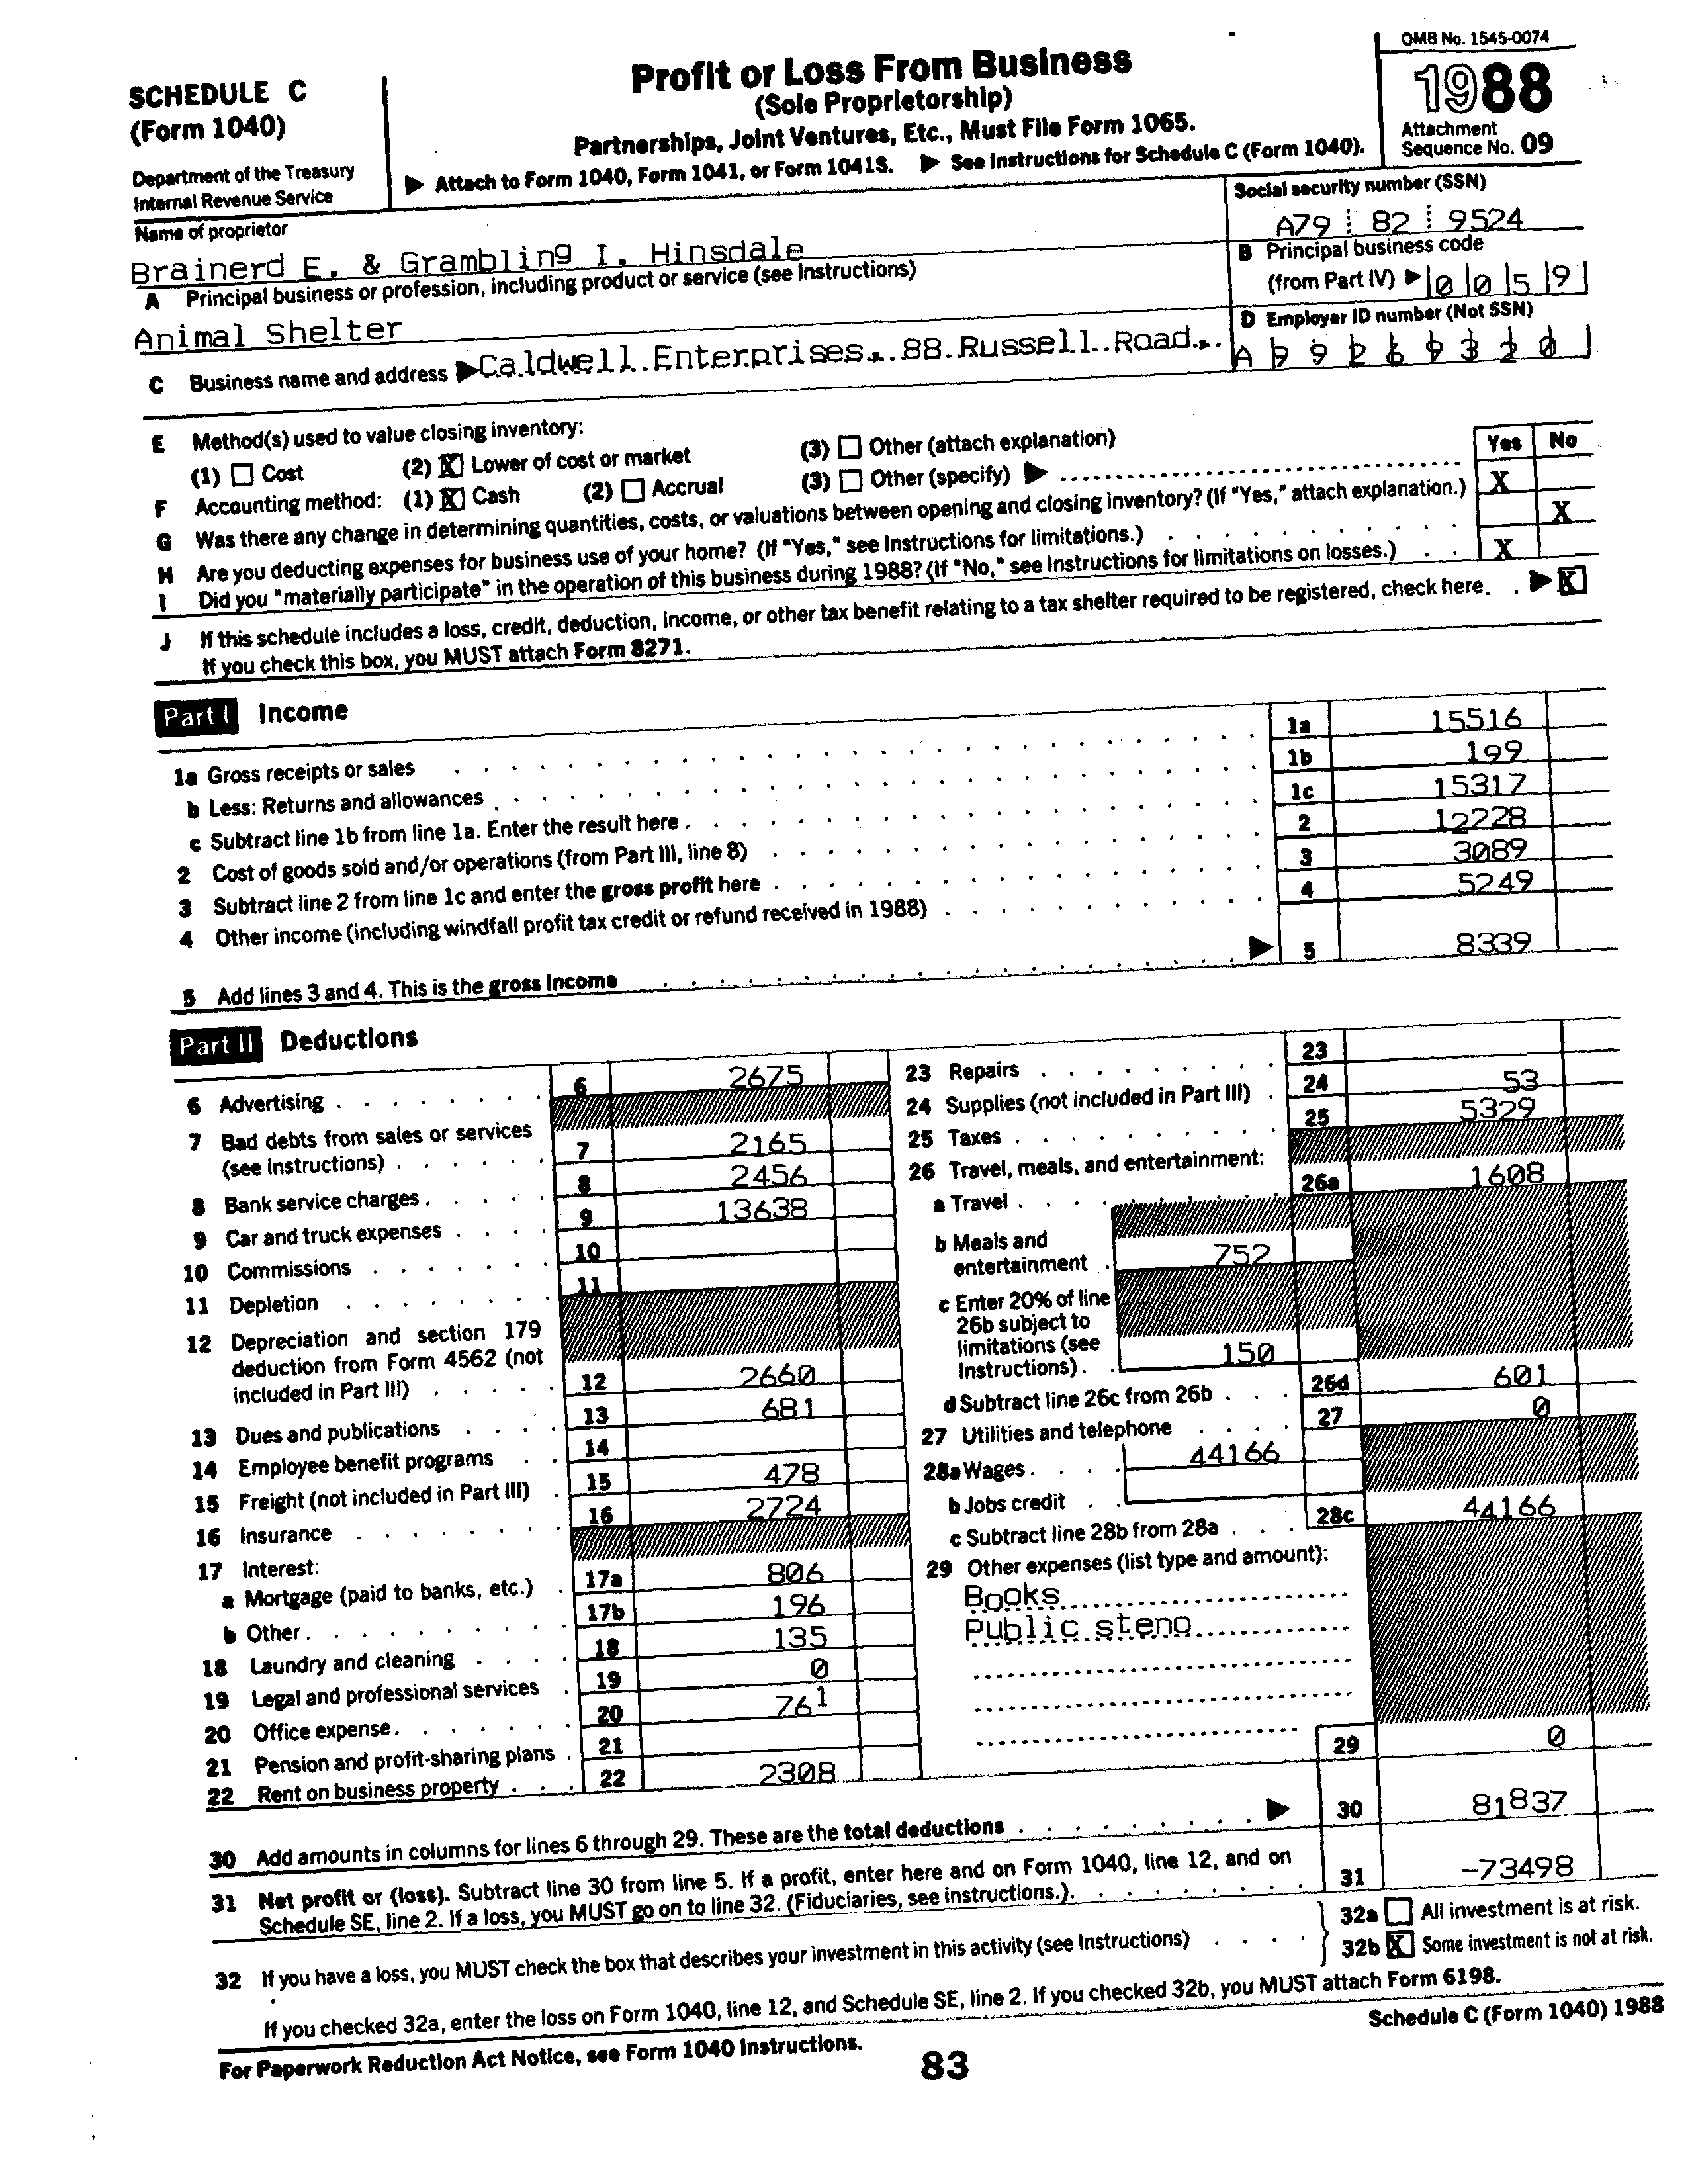 SCHEDULE C
(Form 1040)
Department of the Treasury
Internal Revenue Service
Profit or Loss From Business
(Sole Proprietorship)
Partnerships, Joint Ventures, Etc., Must File Form 1065.
▶ Attach to Form 1040, Form 1041, or Form 1041S. ▶ See Instructions for Schedule C (Form 1040).
OMB No. 1545-0074
1988
Attachment
Sequence No. 09
Name of proprietor
Brainerd E. & Grambling I. Hinsdale
Social security number (SSN)
A79 82 9524
A Principal business or profession, including product or service (see Instructions)
Animal Shelter
B Principal business code
(from Part IV) ▶ 0 0 5 9
C Business name and address ▶ Caldwell Enterprises, 88 Russell Road,
D Employer ID number (Not SSN)
A 9 9 2 6 9 3 2 0
E Method(s) used to value closing inventory:
(1) ☐ Cost (2) ☒ Lower of cost or market (3) ☐ Other (attach explanation)
Yes No
F Accounting method: (1) ☒ Cash (2) ☐ Accrual (3) ☐ Other (specify) ▶
G Was there any change in determining quantities, costs, or valuations between opening and closing inventory? (If "Yes," attach explanation.) X
H Are you deducting expenses for business use of your home? (If "Yes," see Instructions for limitations.) X
I Did you "materially participate" in the operation of this business during 1988? (If "No," see Instructions for limitations on losses.) X
J If this schedule includes a loss, credit, deduction, income, or other tax benefit relating to a tax shelter required to be registered, check here. ▶ ☒
If you check this box, you MUST attach Form 8271.
Part I Income
1a Gross receipts or sales 1a 15516
b Less: Returns and allowances 1b 199
c Subtract line 1b from line 1a. Enter the result here 1c 15317
2 Cost of goods sold and/or operations (from Part III, line 8) 2 12228
3 Subtract line 2 from line 1c and enter the gross profit here 3 3089
4 Other income (including windfall profit tax credit or refund received in 1988) 4 5249
5 Add lines 3 and 4. This is the gross income ▶ 5 8339
Part II Deductions
6 Advertising 6 2675
7 Bad debts from sales or services
(see Instructions) 7 2165
8 Bank service charges 8 2456
9 Car and truck expenses 9 13638
10 Commissions 10
11 Depletion 11
12 Depreciation and section 179
deduction from Form 4562 (not
included in Part III) 12 2660
13 Dues and publications 13 681
14 Employee benefit programs 14
15 Freight (not included in Part III) 15 478
16 Insurance 16 2724
17 Interest:
a Mortgage (paid to banks, etc.) 17a 806
b Other 17b 196
18 Laundry and cleaning 18 135
19 Legal and professional services 19 0
20 Office expense 20 761
21 Pension and profit-sharing plans 21
22 Rent on business property 22 2308
23 Repairs 23
24 Supplies (not included in Part III) 24 53
25 Taxes 25 5329
26 Travel, meals, and entertainment:
a Travel 26a 1608
b Meals and
entertainment 752
c Enter 20% of line
26b subject to
limitations (see
Instructions) 150
d Subtract line 26c from 26b 26d 601
27 Utilities and telephone 27 0
28a Wages 44166
b Jobs credit
c Subtract line 28b from 28a 28c 44166
29 Other expenses (list type and amount):
Books
Public steno
29 0
30 Add amounts in columns for lines 6 through 29. These are the total deductions ▶ 30 81837
31 Net profit or (loss). Subtract line 30 from line 5. If a profit, enter here and on Form 1040, line 12, and on
Schedule SE, line 2. If a loss, you MUST go on to line 32. (Fiduciaries, see instructions.) 31 -73498
32 If you have a loss, you MUST check the box that describes your investment in this activity (see Instructions)
32a ☐ All investment is at risk.
32b ☒ Some investment is not at risk.
If you checked 32a, enter the loss on Form 1040, line 12, and Schedule SE, line 2. If you checked 32b, you MUST attach Form 6198.
For Paperwork Reduction Act Notice, see Form 1040 Instructions.
83
Schedule C (Form 1040) 1988